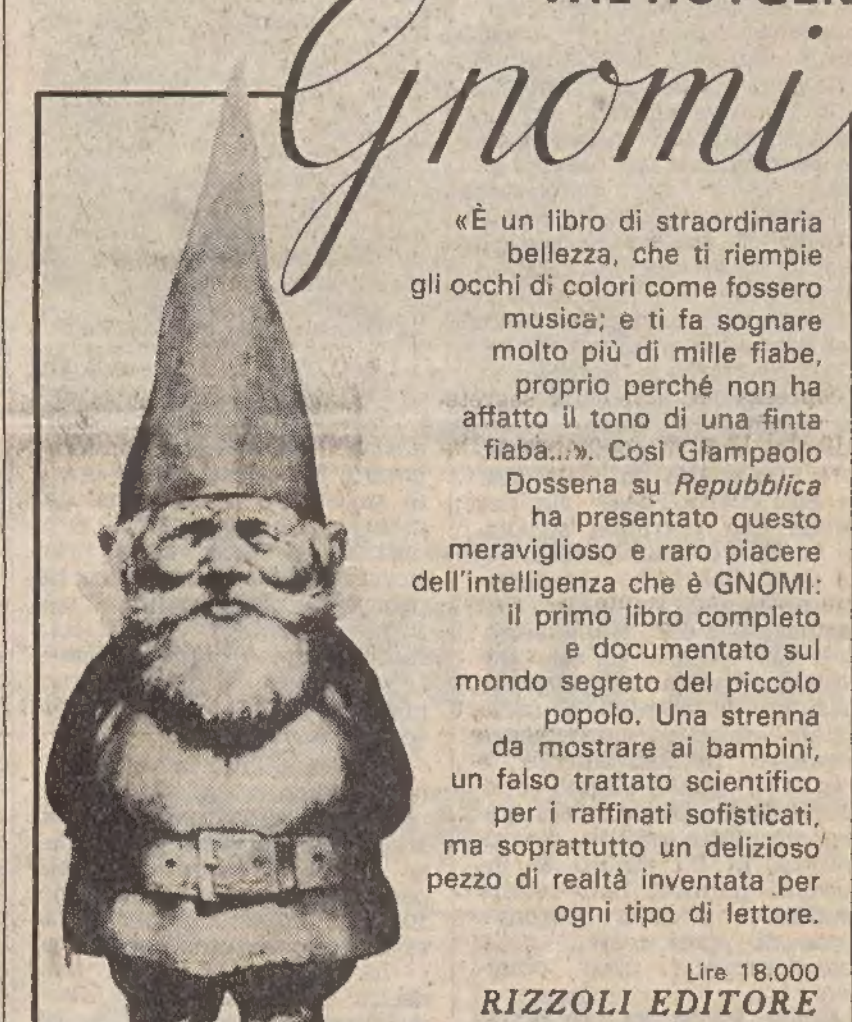 Gnomi
«È un libro di straordinaria
bellezza, che ti riempie
gli occhi di colori come fossero
musica; e ti fa sognare
molto più di mille fiabe,
proprio perché non ha
affatto il tono di una finta
fiaba...». Così Giampaolo
Dossena su Repubblica
ha presentato questo
meraviglioso e raro piacere
dell'intelligenza che è GNOMI:
il primo libro completo
e documentato sul
mondo segreto del piccolo
popolo. Una strenna
da mostrare ai bambini,
un falso trattato scientifico
per i raffinati sofisticati,
ma soprattutto un delizioso
pezzo di realtà inventata per
ogni tipo di lettore.
Lire 18.000
RIZZOLI EDITORE